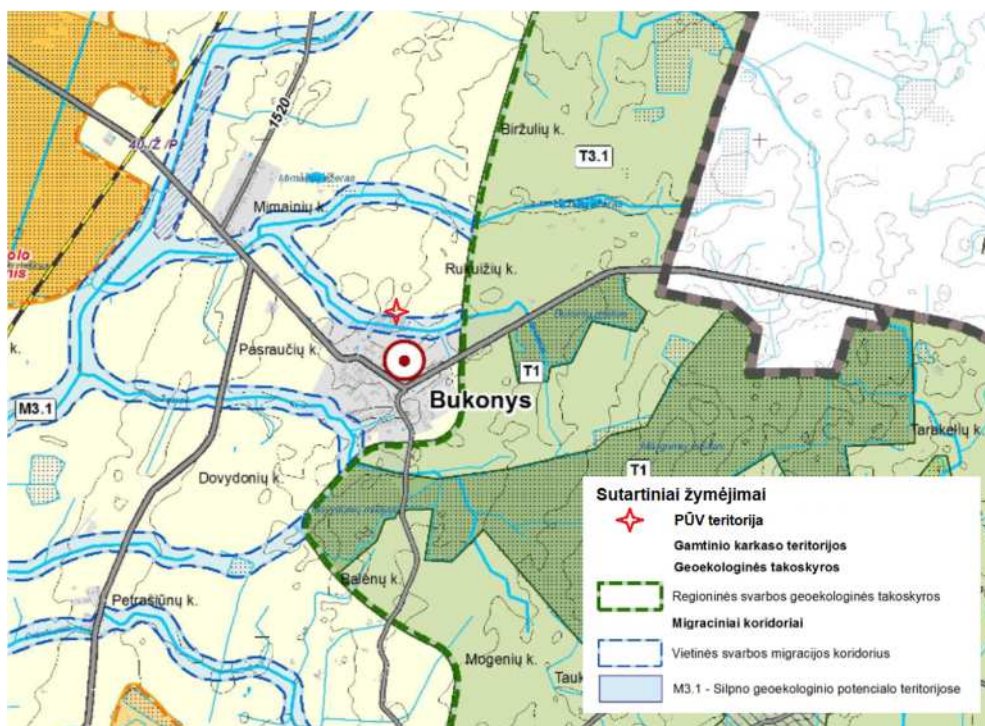 Biržulių k.
1520
T3.1
40 /Ž /P
Mimainių k.
Rukuižių k.
Pasraučių k.
T1
Bukonys
M3.1
k.
Tarakelių k.
T1
Dovydonių k.
Balėnų k.
Petrašiūnų k.
Mogenių k.
Tauk
Sutartiniai žymėjimai
PŪV teritorija
Gamtinio karkaso teritorijos
Geoekologinės takoskyros
Regioninės svarbos geoekologinės takoskyros
Migraciniai koridoriai
Vietinės svarbos migracijos koridorius
M3.1 - Silpno geoekologinio potencialo teritorijose